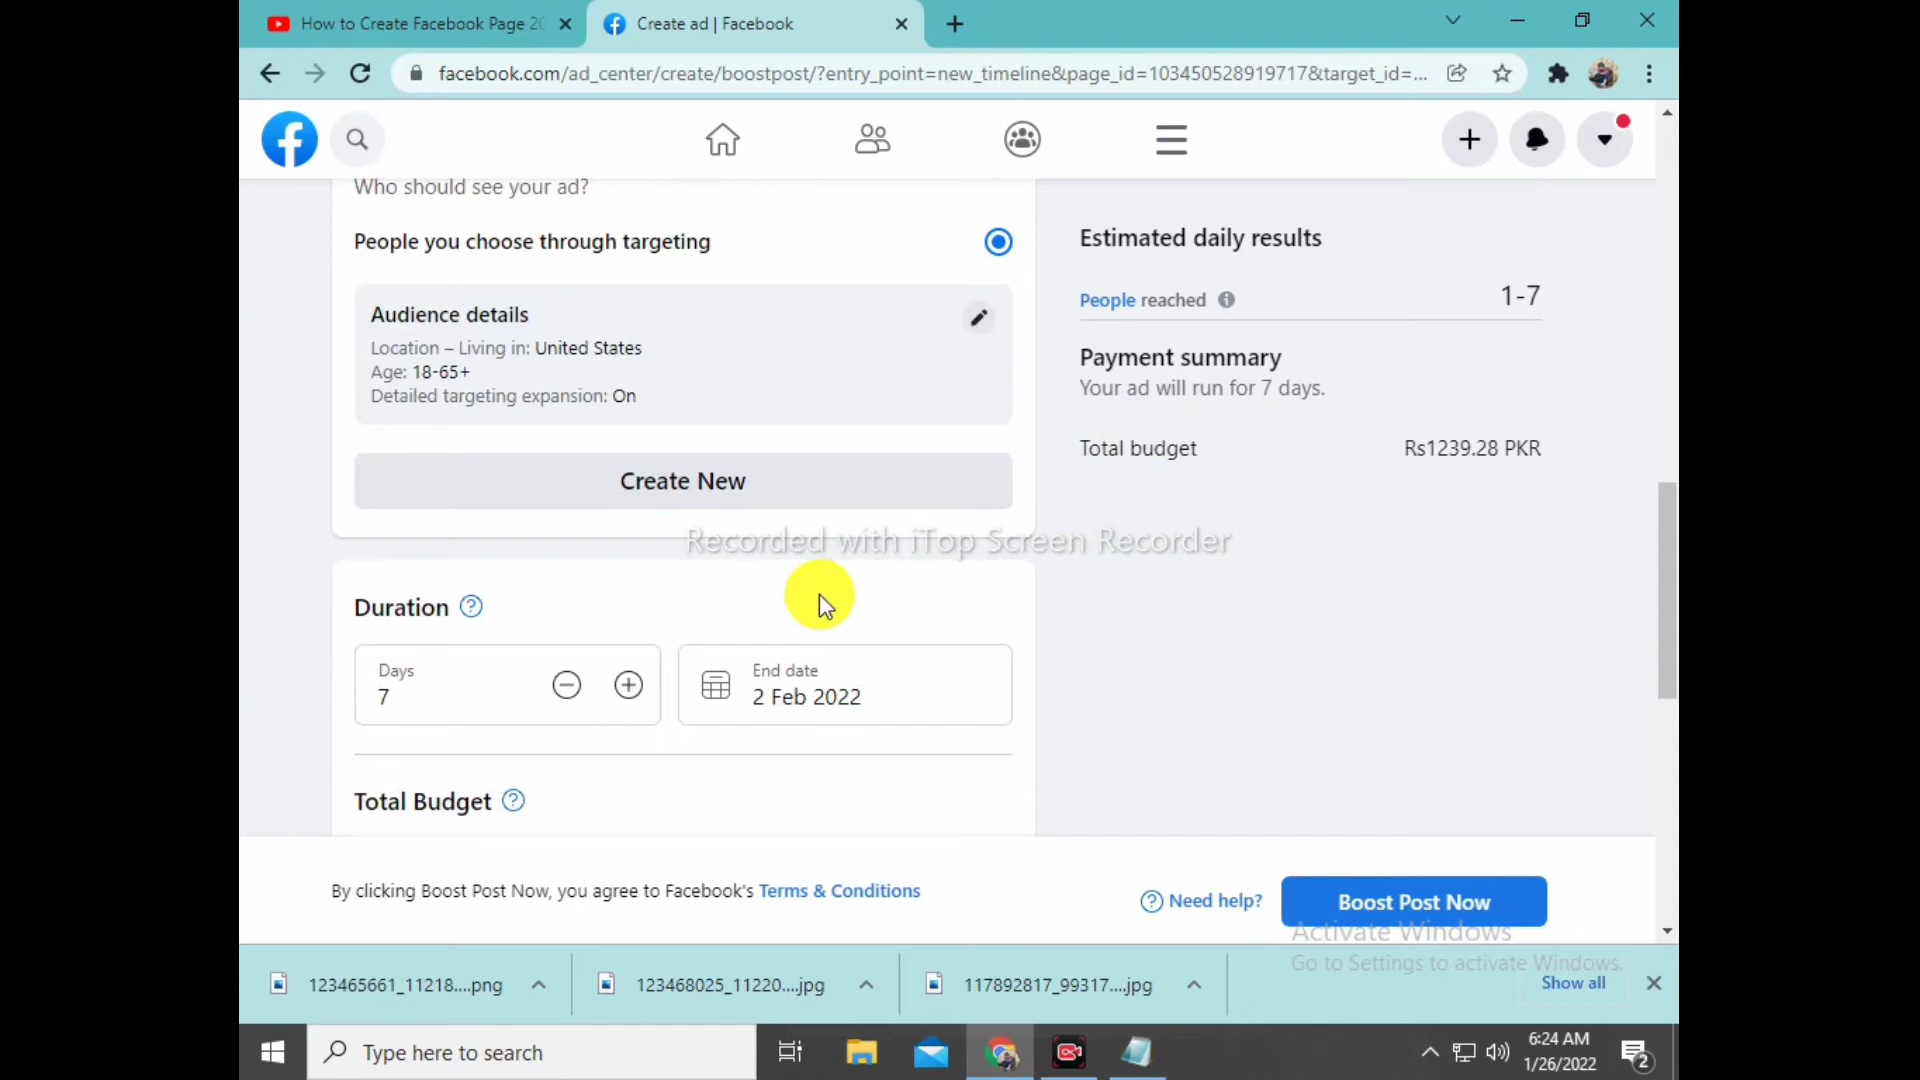 How to Create Facebook Page 20
Create ad | Facebook
facebook.com/ad_center/create/boostpost/?entry_point=new_timeline&page_id=103450528919717&target_id=...
Who should see your ad?
People you choose through targeting
Audience details
Location – Living in: United States
Age: 18-65+
Detailed targeting expansion: On
Create New
Estimated daily results
People reached
1-7
Payment summary
Your ad will run for 7 days.
Total budget Rs1239.28 PKR
Recorded with iTop Screen Recorder
Duration
Days
7
End date
2 Feb 2022
Total Budget
By clicking Boost Post Now, you agree to Facebook's Terms & Conditions
Need help?
Boost Post Now
Activate Windows
Go to Settings to activate Windows.
123465661_11218....png
123468025_11220....jpg
117892817_99317....jpg
Show all
Type here to search
6:24 AM
1/26/2022
2